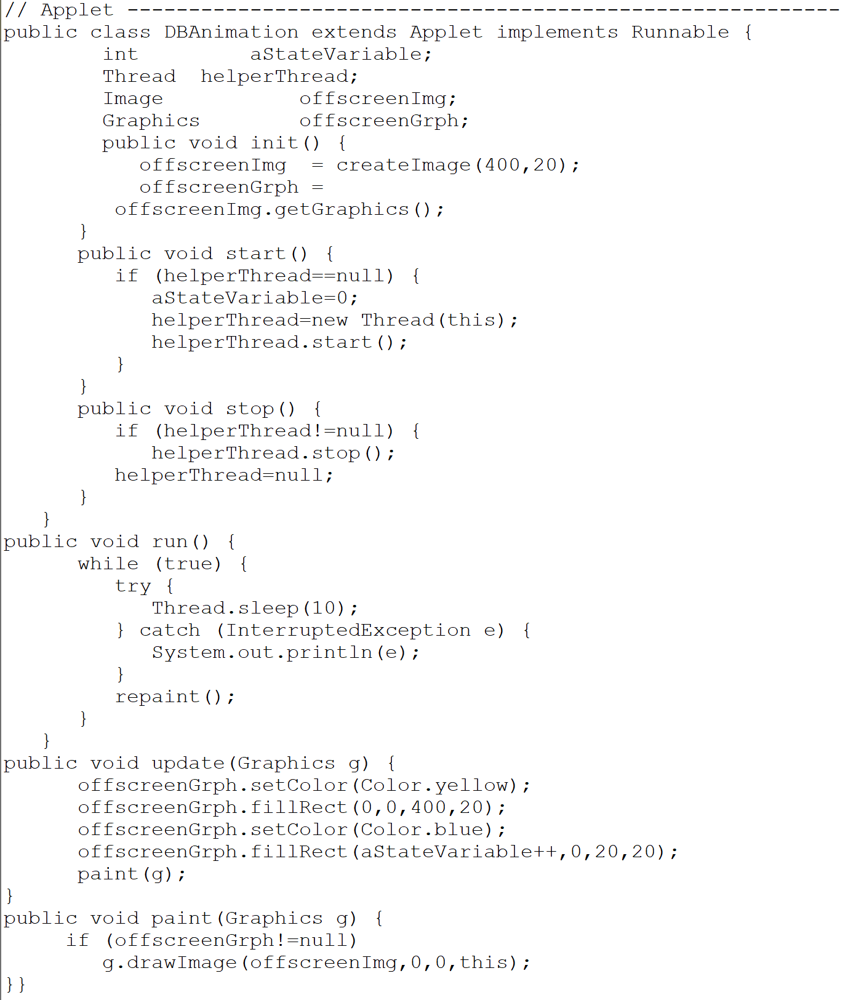 // Applet ----------------------------------------------------------
public class DBAnimation extends Applet implements Runnable {
        int         aStateVariable;
        Thread  helperThread;
        Image           offscreenImg;
        Graphics        offscreenGrph;
        public void init() {
           offscreenImg  = createImage(400,20);
           offscreenGrph =
         offscreenImg.getGraphics();
      }
      public void start() {
         if (helperThread==null) {
            aStateVariable=0;
            helperThread=new Thread(this);
            helperThread.start();
         }
      }
      public void stop() {
         if (helperThread!=null) {
            helperThread.stop();
         helperThread=null;
      }
   }
public void run() {
      while (true) {
         try {
            Thread.sleep(10);
         } catch (InterruptedException e) {
            System.out.println(e);
         }
         repaint();
      }
   }
public void update(Graphics g) {
      offscreenGrph.setColor(Color.yellow);
      offscreenGrph.fillRect(0,0,400,20);
      offscreenGrph.setColor(Color.blue);
      offscreenGrph.fillRect(aStateVariable++,0,20,20);
      paint(g);
}
public void paint(Graphics g) {
     if (offscreenGrph!=null)
        g.drawImage(offscreenImg,0,0,this);
}}